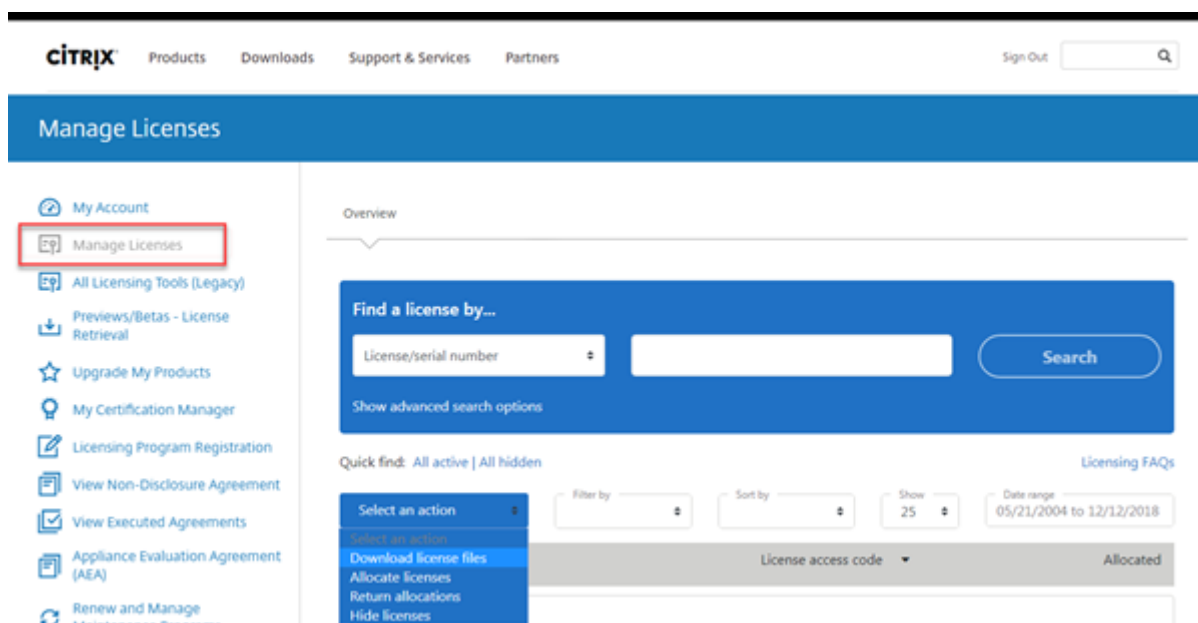 CİTRIX Products Downloads Support & Services Partners Sign Out
Manage Licenses
My Account
Manage Licenses
All Licensing Tools (Legacy)
Previews/Betas - License
Retrieval
Upgrade My Products
My Certification Manager
Licensing Program Registration
View Non-Disclosure Agreement
View Executed Agreements
Appliance Evaluation Agreement
(AEA)
Renew and Manage
Overview
Find a license by...
License/serial number
Search
Show advanced search options
Quick find: All active | All hidden
Licensing FAQs
Select an action
Filter by
Sort by
Show
25
Date range
05/21/2004 to 12/12/2018
Select an action
Download license files
Allocate licenses
Return allocations
Hide licenses
License access code
Allocated